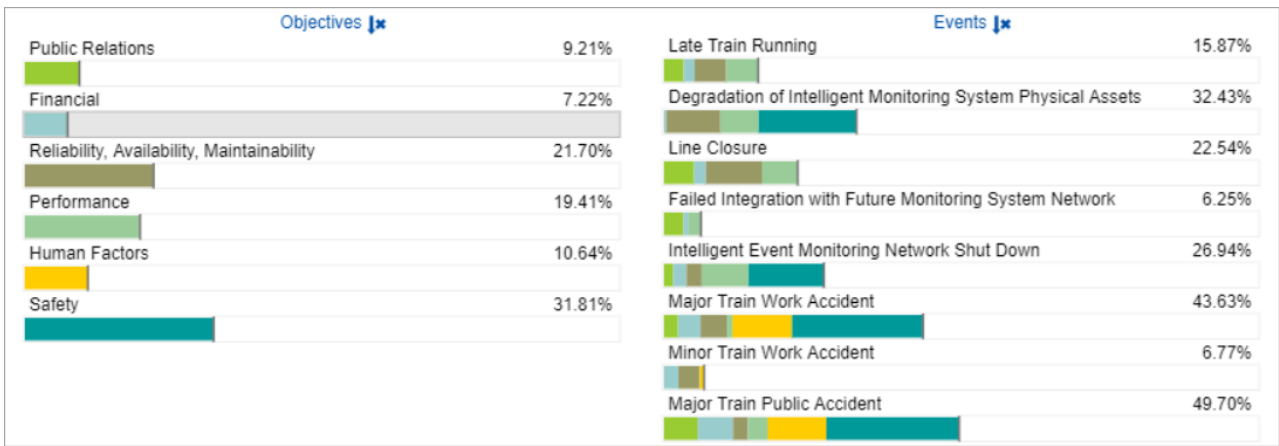 Objectives
Public Relations 9.21%
Financial 7.22%
Reliability, Availability, Maintainability 21.70%
Performance 19.41%
Human Factors 10.64%
Safety 31.81%
Events
Late Train Running 15.87%
Degradation of Intelligent Monitoring System Physical Assets 32.43%
Line Closure 22.54%
Failed Integration with Future Monitoring System Network 6.25%
Intelligent Event Monitoring Network Shut Down 26.94%
Major Train Work Accident 43.63%
Minor Train Work Accident 6.77%
Major Train Public Accident 49.70%